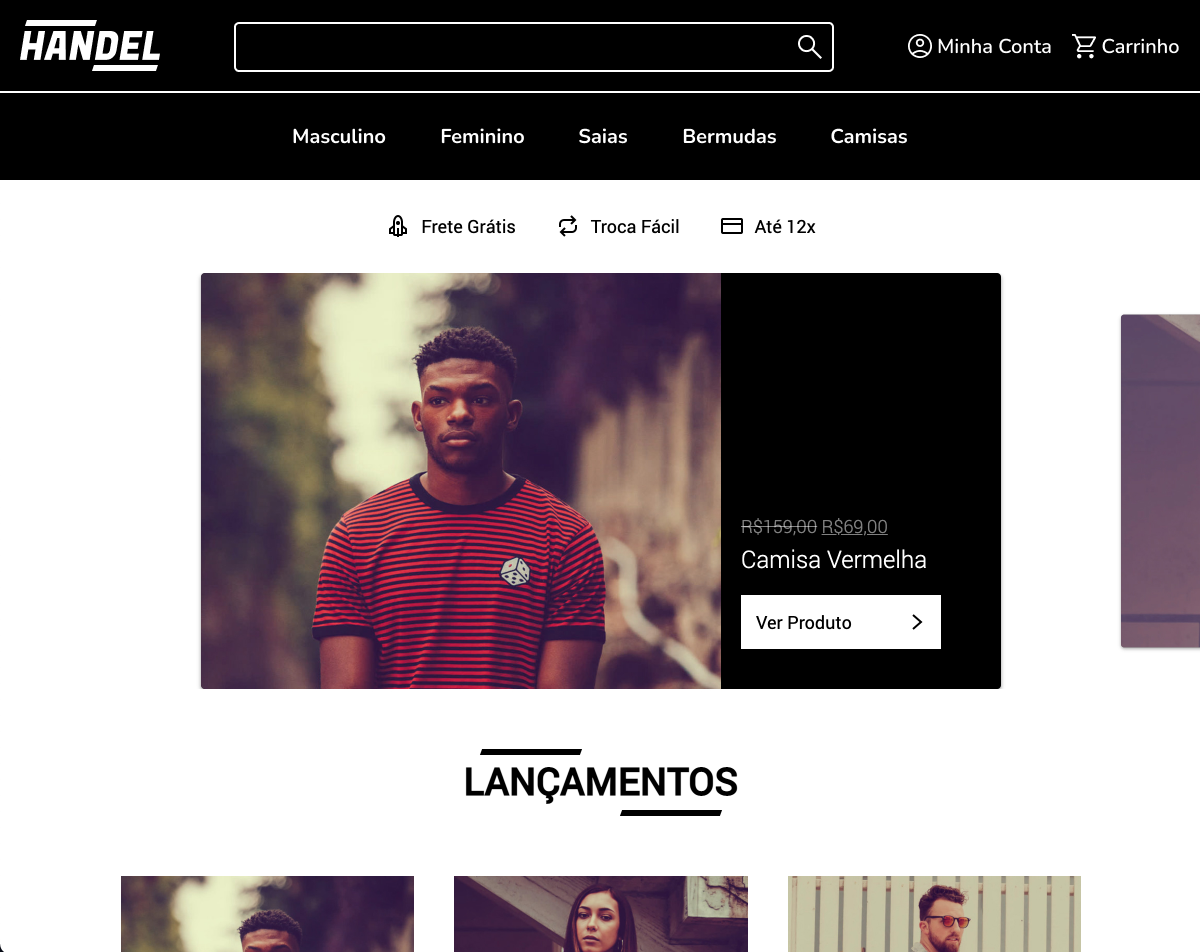 HANDEL
Minha Conta
Carrinho
Masculino Feminino Saias Bermudas Camisas
Frete Grátis Troca Fácil Até 12x
R$159,00 R$69,00
Camisa Vermelha
Ver Produto
LANÇAMENTOS